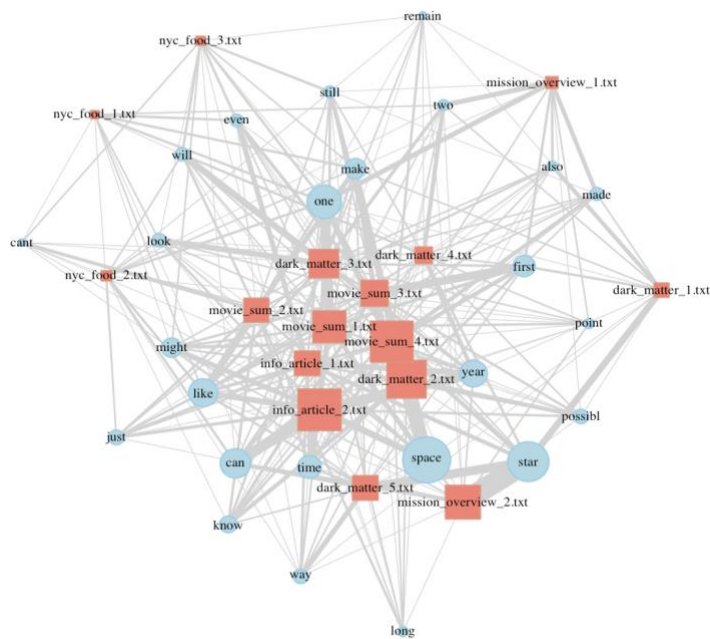 remain
nyc_food_3.txt
mission_overview_1.txt
still
two
nyc_food_1.txt
even
will
make
also
made
one
cant
look
dark_matter_3.txt
dark_matter_4.txt
nyc_food_2.txt
first
movie_sum_3.txt
dark_matter_1.txt
movie_sum_2.txt
movie_sum_1.txt
point
movie_sum_4.txt
might
info_article_1.txt
dark_matter_2.txt
year
like
info_article_2.txt
possibl
just
space
star
can
time
dark_matter_5.txt
mission_overview_2.txt
know
way
long